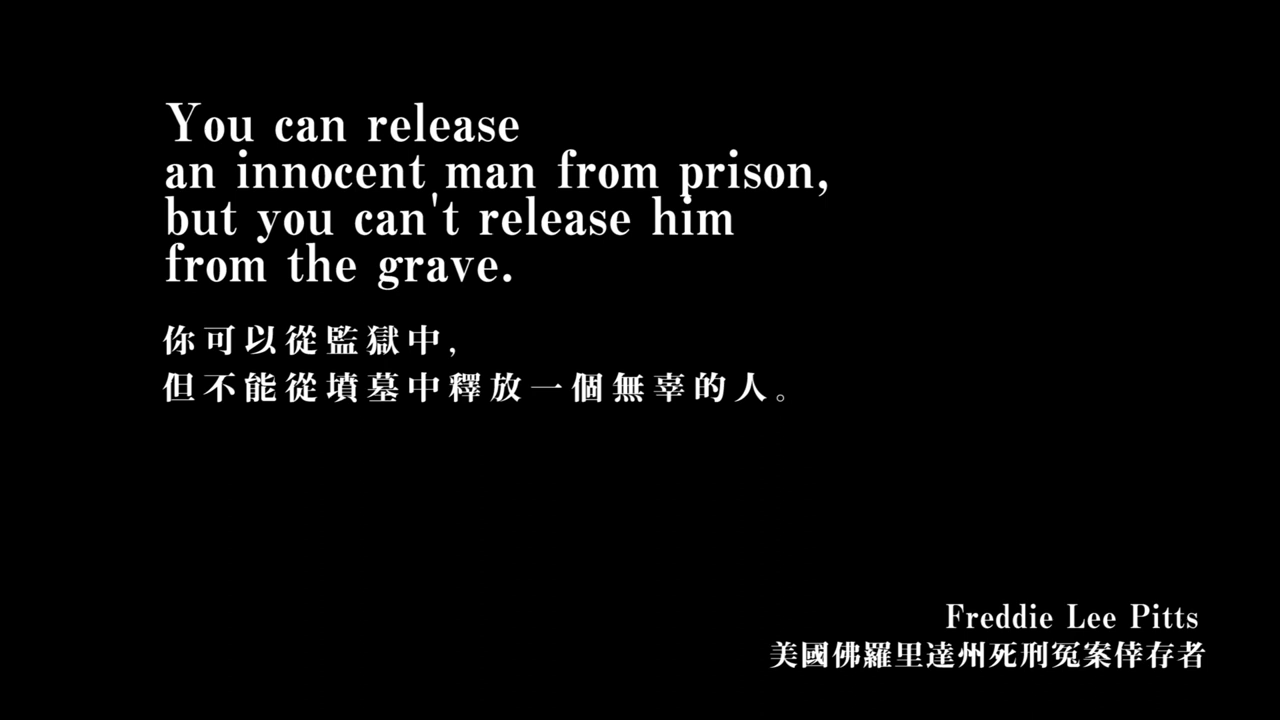 You can release
an innocent man from prison,
but you can't release him
from the grave.
你可以從監獄中,
但不能從墳墓中釋放一個無辜的人。
Freddie Lee Pitts
美國佛羅里達州死刑冤案倖存者